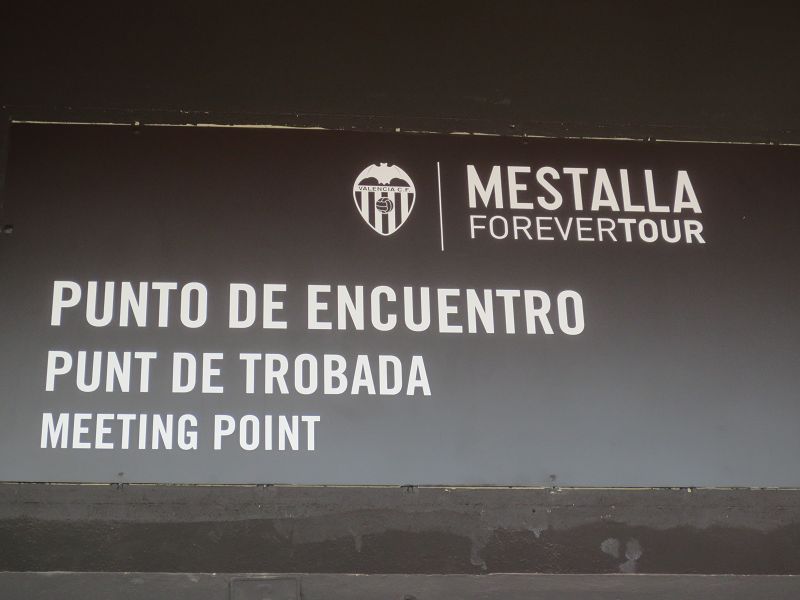 VALENCIA C.F.
MESTALLA
FOREVERTOUR
PUNTO DE ENCUENTRO
PUNT DE TROBADA
MEETING POINT